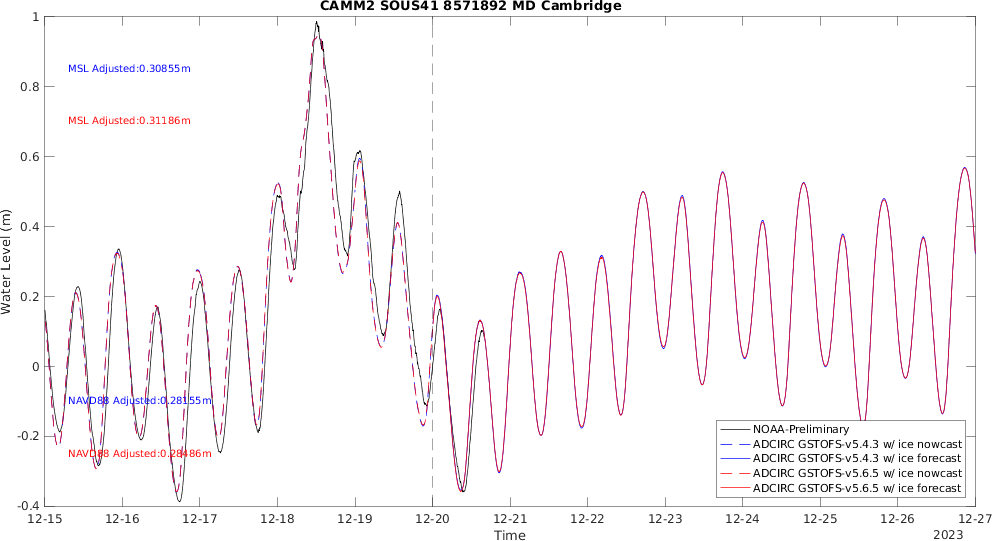 CAMM2 SOUS41 8571892 MD Cambridge
MSL Adjusted:0.30855m
MSL Adjusted:0.31186m
NAVD88 Adjusted:0.28155m
NAVD88 Adjusted:0.28486m
Water Level (m)
1
0.8
0.6
0.4
0.2
0
-0.2
-0.4
12-15 12-16 12-17 12-18 12-19 12-20 12-21 12-22 12-23 12-24 12-25 12-26 12-27
Time
2023
NOAA-Preliminary
ADCIRC GSTOFS-v5.4.3 w/ ice nowcast
ADCIRC GSTOFS-v5.4.3 w/ ice forecast
ADCIRC GSTOFS-v5.6.5 w/ ice nowcast
ADCIRC GSTOFS-v5.6.5 w/ ice forecast